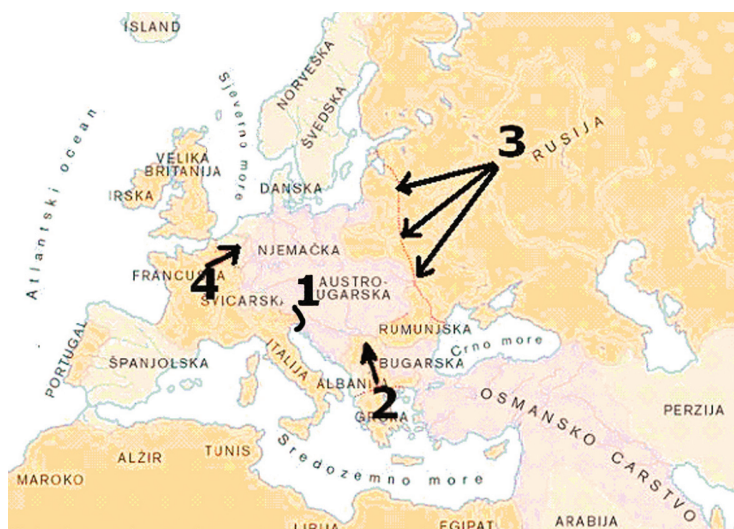 ISLAND
NORVEŠKA
ŠVEDSKA
Sjeverno more
RUSIJA
3
VELIKA
BRITANIJA
IRSKA
DANSKA
Atlantski ocean
NJEMAČKA
FRANCUSKA
4
1
ŠVICARSKA
AUSTRO-
UGARSKA
RUMUNJSKA
Crno more
PORTUGAL
ŠPANJOLSKA
ITALIJA
BUGARSKA
ALBANI
2
GRČKA
OSMANSKO CARSTVO
PERZIJA
Sredozemno more
MAROKO
ALŽIR
TUNIS
LIBIJA
EGIPAT
ARABIJA